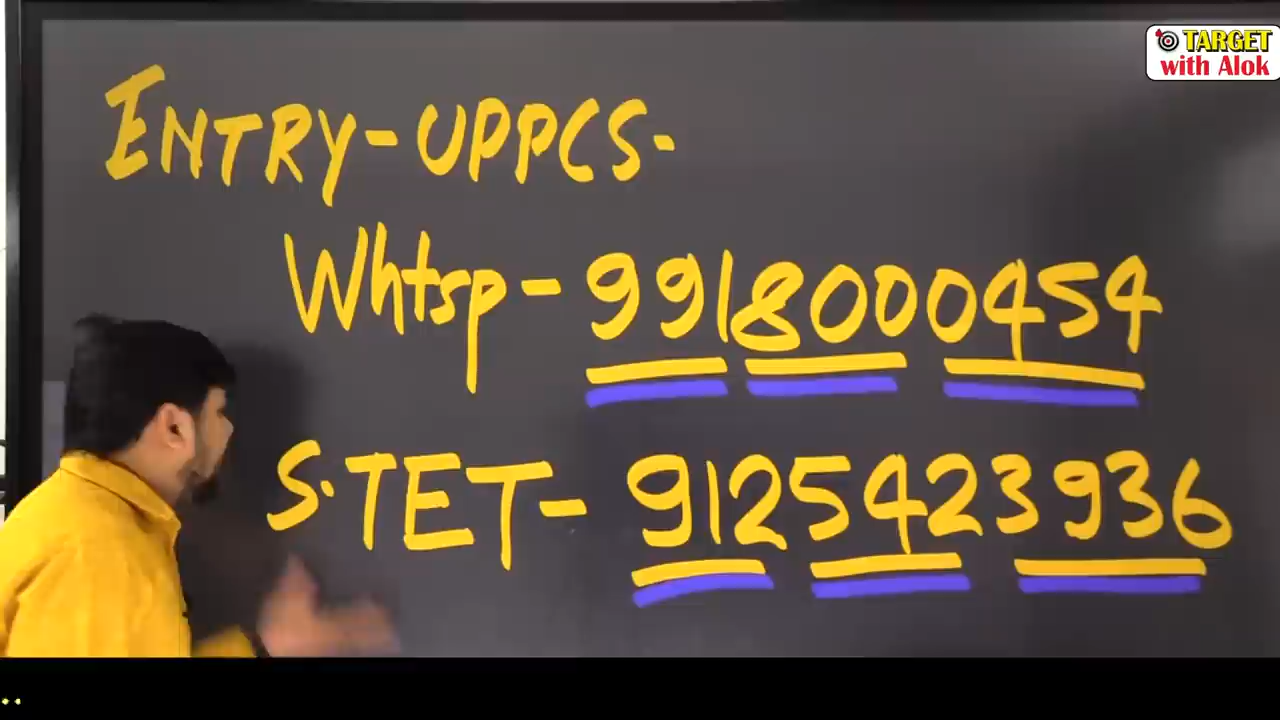 TARGET
with Alok
ENTRY-UPPCS-
Whtsp-9918000454
S.TET-9125423936